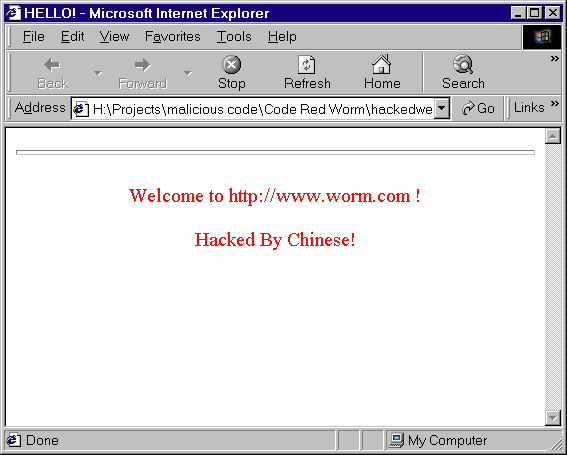 HELLO! - Microsoft Internet Explorer
File Edit View Favorites Tools Help
Back Forward Stop Refresh Home Search »
Address H:\Projects\malicious code\Code Red Worm\hackedwe Go Links »
Welcome to http://www.worm.com !
Hacked By Chinese!
Done My Computer